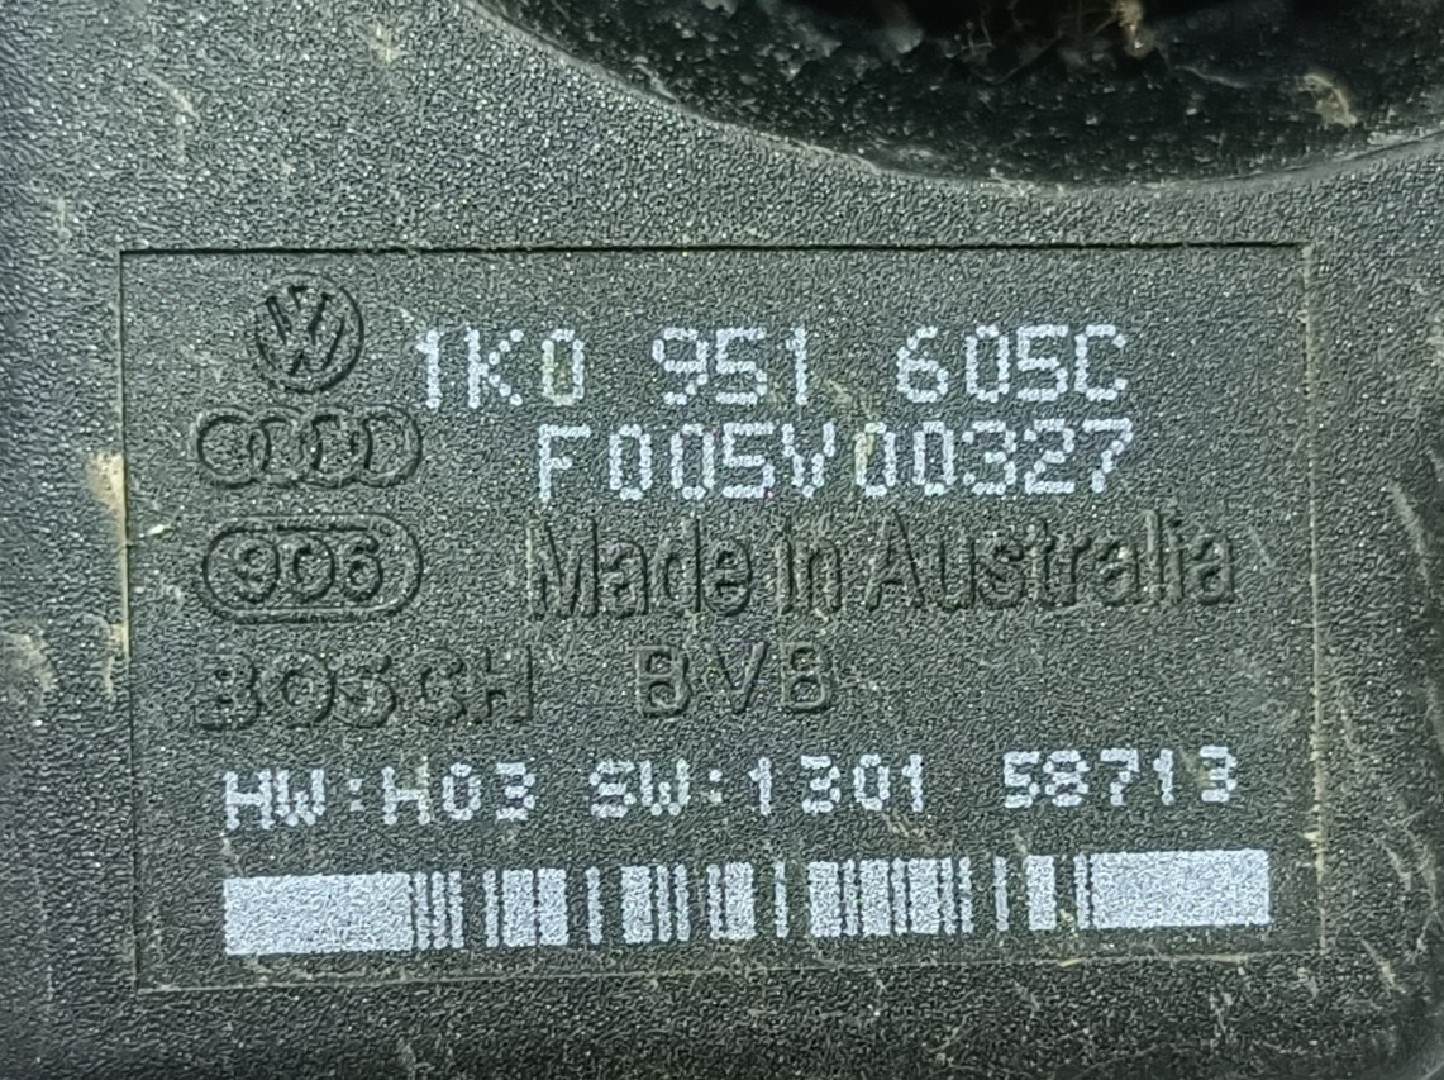 1K0 951 605C
F005V00327
906 Made in Australia
BOSCH BVB
HW:H03 SW:1301 58713